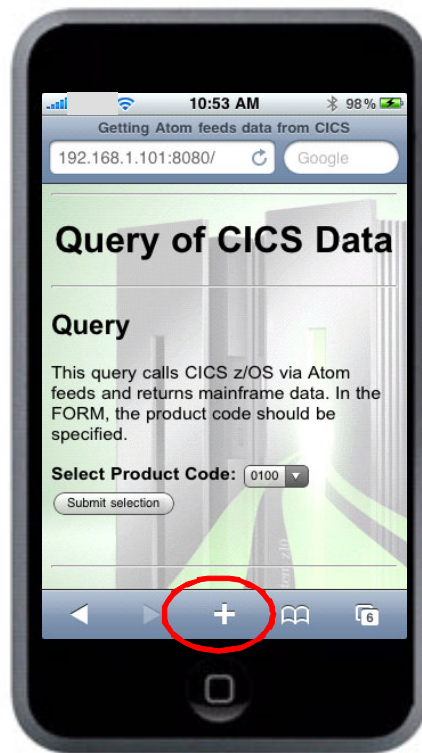 10:53 AM 98%
Getting Atom feeds data from CICS
192.168.1.101:8080/ Google
Query of CICS Data
Query
This query calls CICS z/OS via Atom
feeds and returns mainframe data. In the
FORM, the product code should be
specified.
Select Product Code: 0100
Submit selection
6